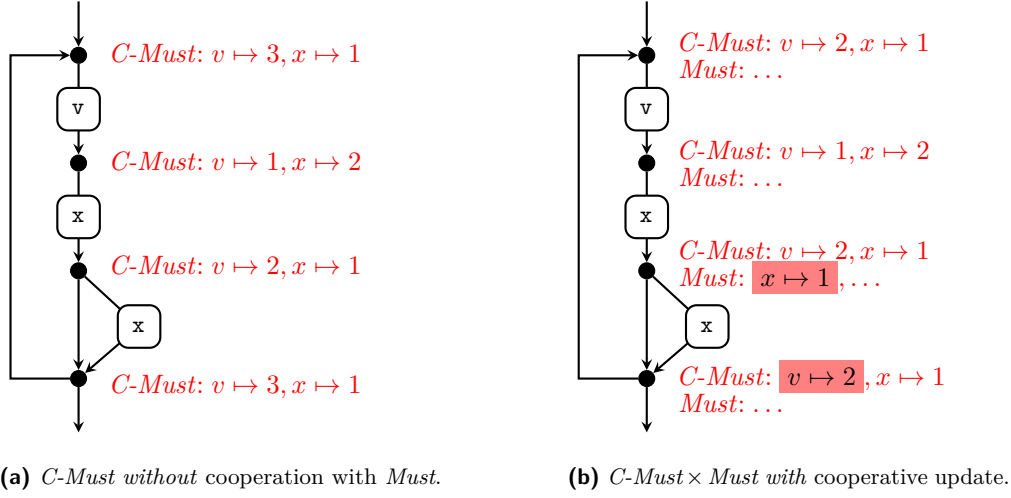 C-Must: v ↦ 3, x ↦ 1
v
C-Must: v ↦ 1, x ↦ 2
x
C-Must: v ↦ 2, x ↦ 1
x
C-Must: v ↦ 3, x ↦ 1
(a) C-Must without cooperation with Must.
C-Must: v ↦ 2, x ↦ 1
Must: ...
v
C-Must: v ↦ 1, x ↦ 2
Must: ...
x
C-Must: v ↦ 2, x ↦ 1
Must: x ↦ 1, ...
x
C-Must: v ↦ 2, x ↦ 1
Must: ...
(b) C-Must × Must with cooperative update.